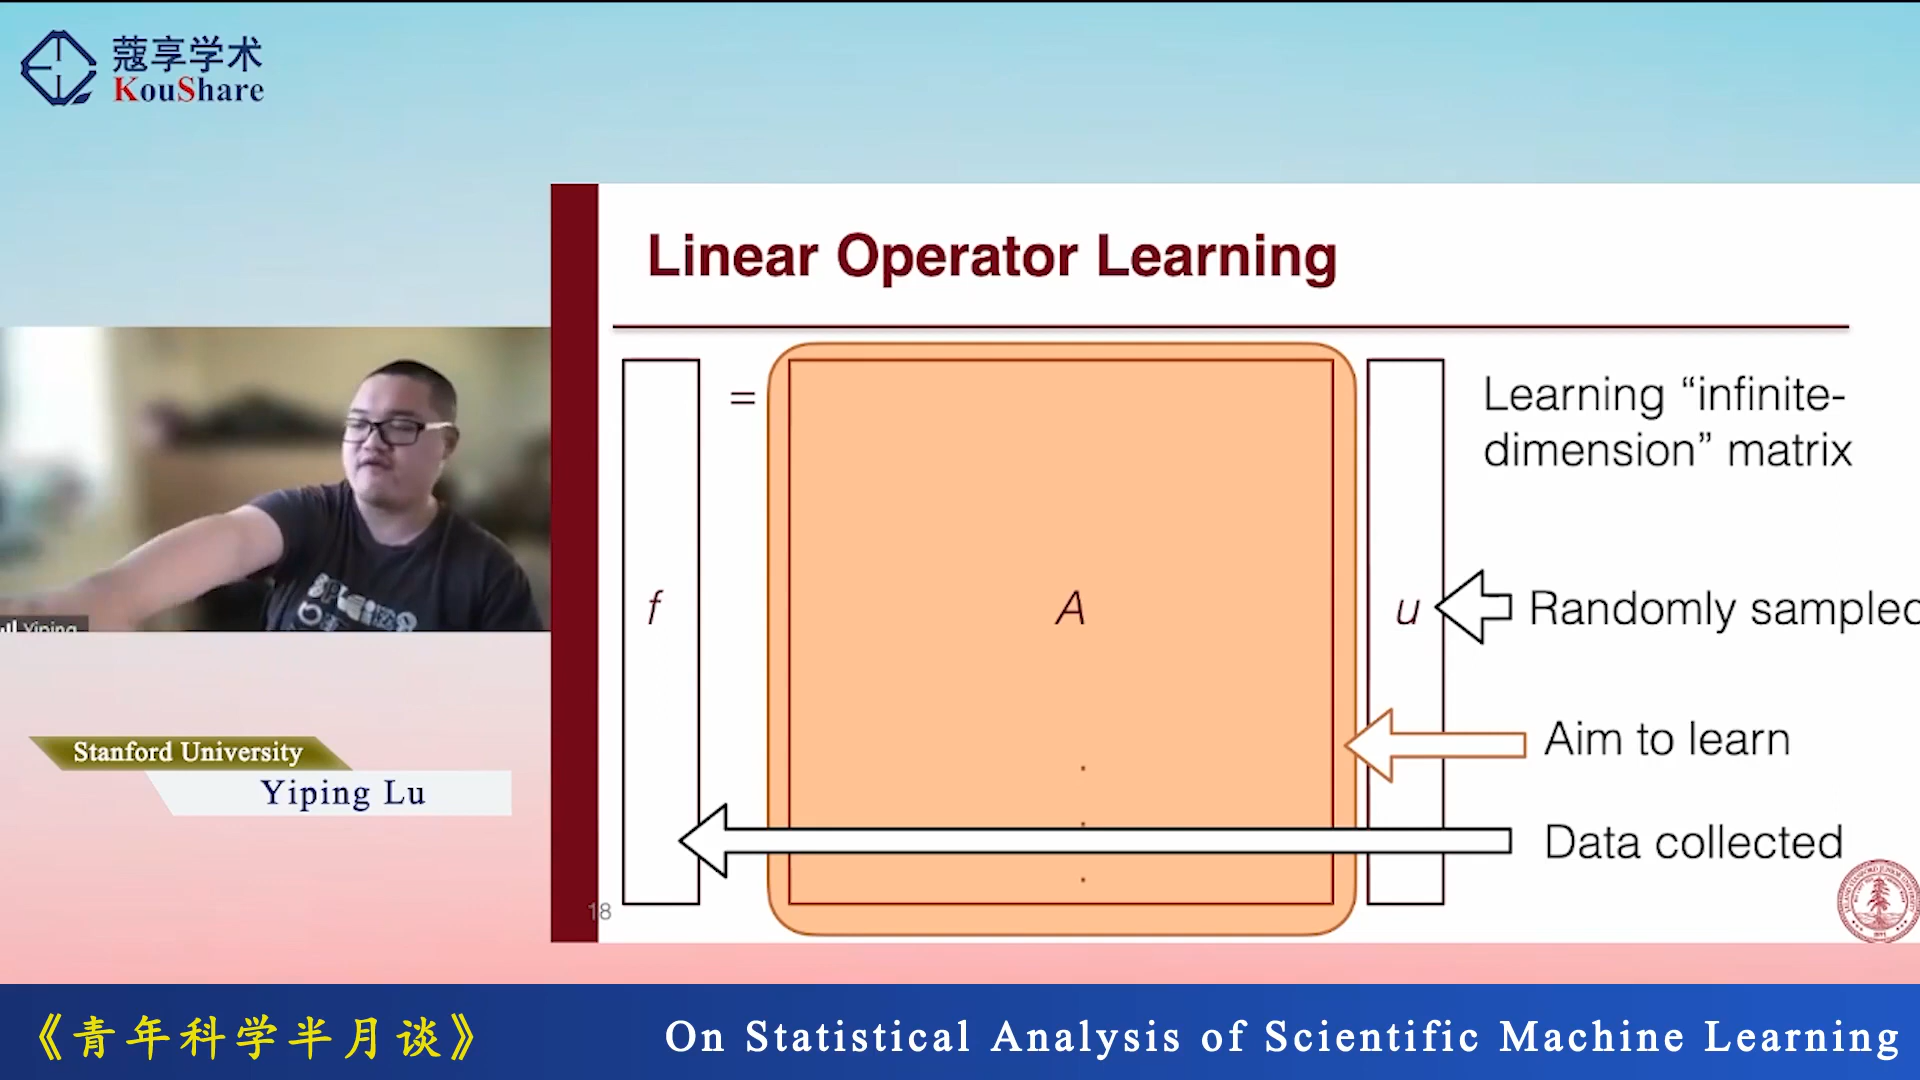 蔻享学术
KouShare
Linear Operator Learning
=
Learning “infinite-
dimension” matrix
f
A
u
Randomly sampled
Aim to learn
Data collected
18
Yiping
Stanford University
Yiping Lu
《青年科学半月谈》
On Statistical Analysis of Scientific Machine Learning